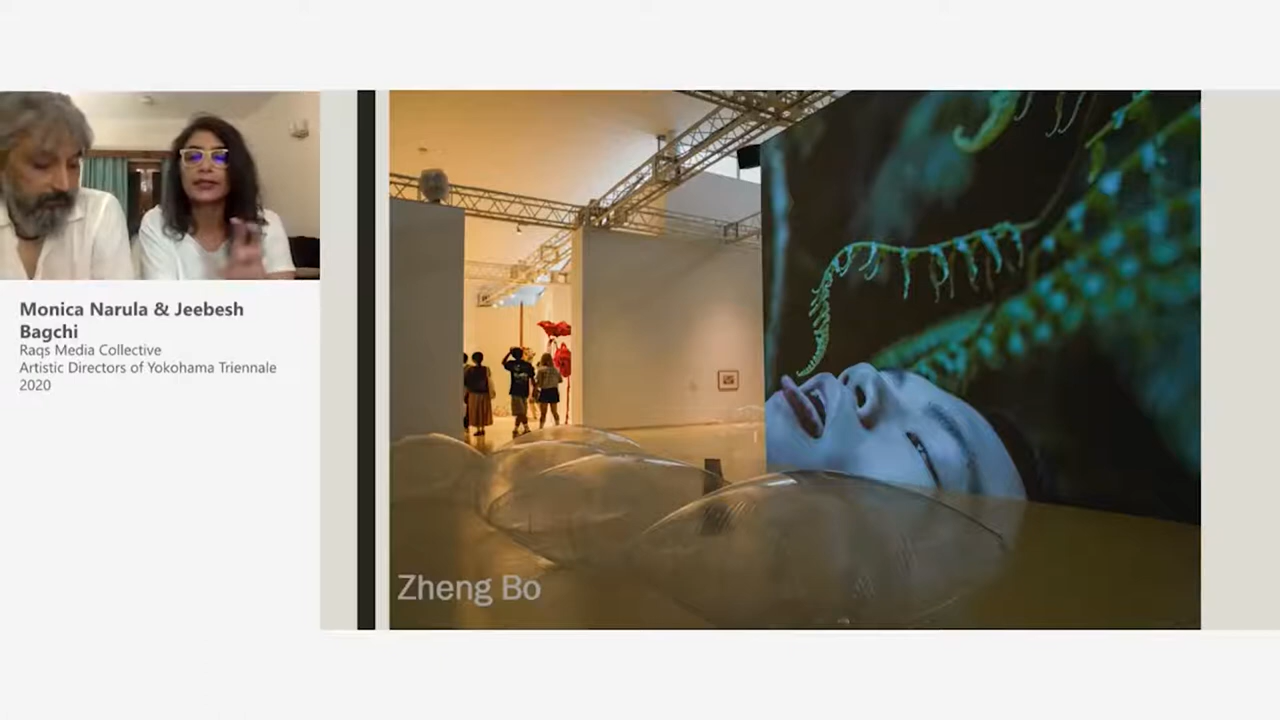 Monica Narula & Jeebesh
Bagchi
Raqs Media Collective
Artistic Directors of Yokohama Triennale
2020
Zheng Bo